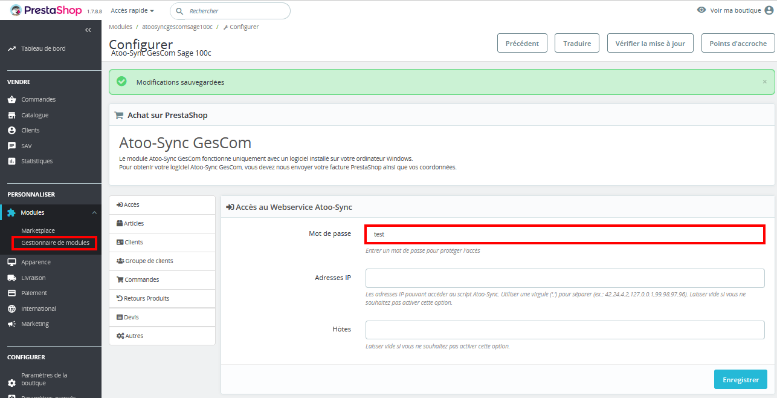 PrestaShop 1.7.8.8 Accès rapide Rechercher Voir ma boutique
Modules / atoosyncgescomsage100c / Configurer
Configurer
Atoo-Sync GesCom Sage 100c
Précédent Traduire Vérifier la mise à jour Points d'accroche
Tableau de bord
VENDRE
Commandes
Catalogue
Clients
SAV
Statistiques
PERSONNALISER
Modules
Marketplace
Gestionnaire de modules
Apparence
Livraison
Paiement
International
Marketing
CONFIGURER
Paramètres de la
boutique
Modifications sauvegardées
Achat sur PrestaShop
Atoo-Sync GesCom
Le module Atoo-Sync GesCom fonctionne uniquement avec un logiciel installé sur votre ordinateur Windows.
Pour obtenir votre logiciel Atoo-Sync GesCom, vous devez nous envoyer votre facture PrestaShop ainsi que vos coordonnées.
Accès
Articles
Clients
Groupe de clients
Commandes
Retours Produits
Devis
Autres
Accès au Webservice Atoo-Sync
Mot de passe test
Entrer un mot de passe pour protéger l'accès
Adresses IP
Les adresses IP pouvant accéder au script Atoo-Sync. Utiliser une virgule (",") pour séparer (ex.: 42.24.4.2,127.0.0.1,99.98.97.96). Laisser vide si vous ne
souhaitez pas activer cette option.
Hotes
Laisser vide si vous ne souhaitez pas activer cette option
Enregistrer